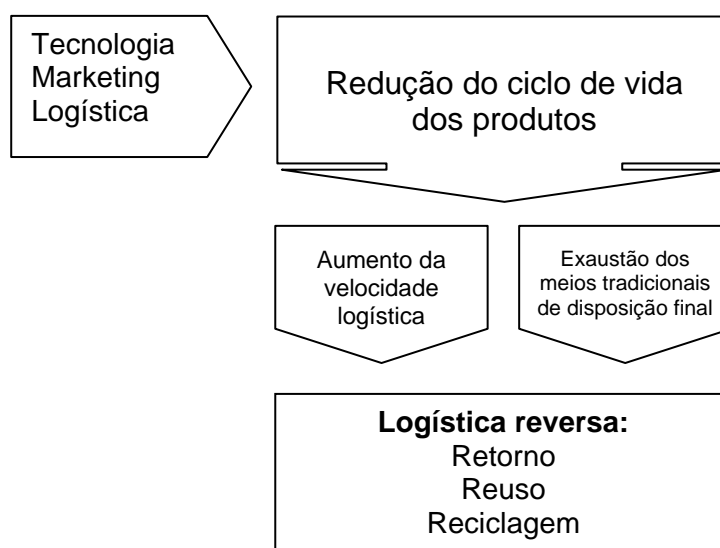 Tecnologia
Marketing
Logística
Redução do ciclo de vida
dos produtos
Aumento da
velocidade
logística
Exaustão dos
meios tradicionais
de disposição final
Logística reversa:
Retorno
Reuso
Reciclagem